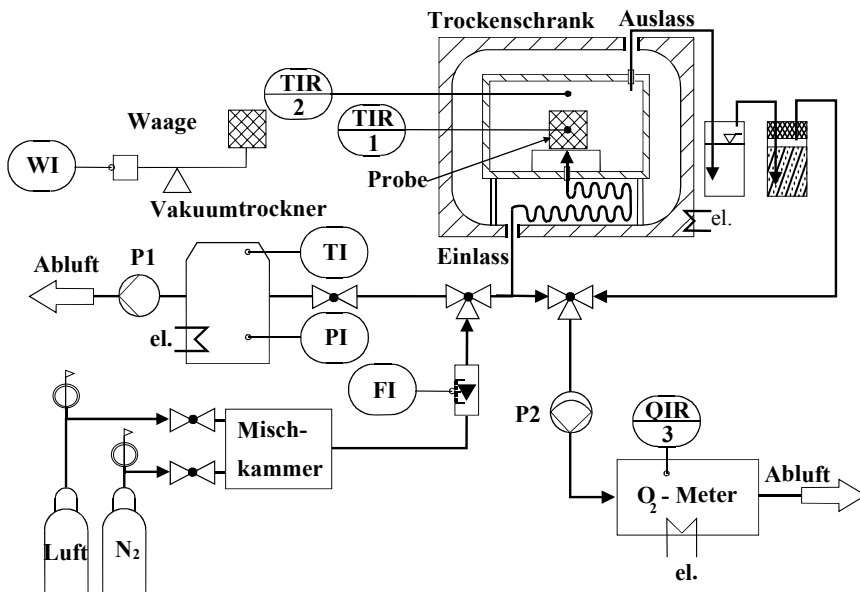 Trockenschrank
Auslass
TIR
2
Waage
TIR
1
WI
Probe
Vakuumtrockner
el.
Einlass
P1
TI
Abluft
el.
PI
FI
P2
QIR
3
Misch-
kammer
Abluft
O2 - Meter
Luft
N2
el.